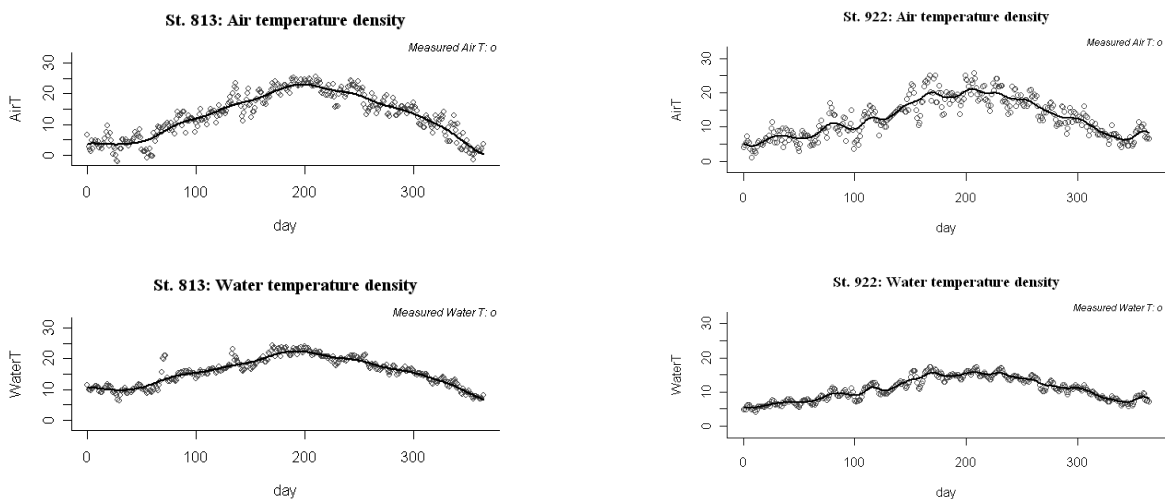 St. 813: Air temperature density
Measured Air T: o
AirT
30
20
10
0
0 100 200 300
day
St. 922: Air temperature density
Measured Air T: o
AirT
30
20
10
0
0 100 200 300
day
St. 813: Water temperature density
Measured Water T: o
WaterT
30
20
10
0
0 100 200 300
day
St. 922: Water temperature density
Measured Water T: o
WaterT
30
20
10
0
0 100 200 300
day